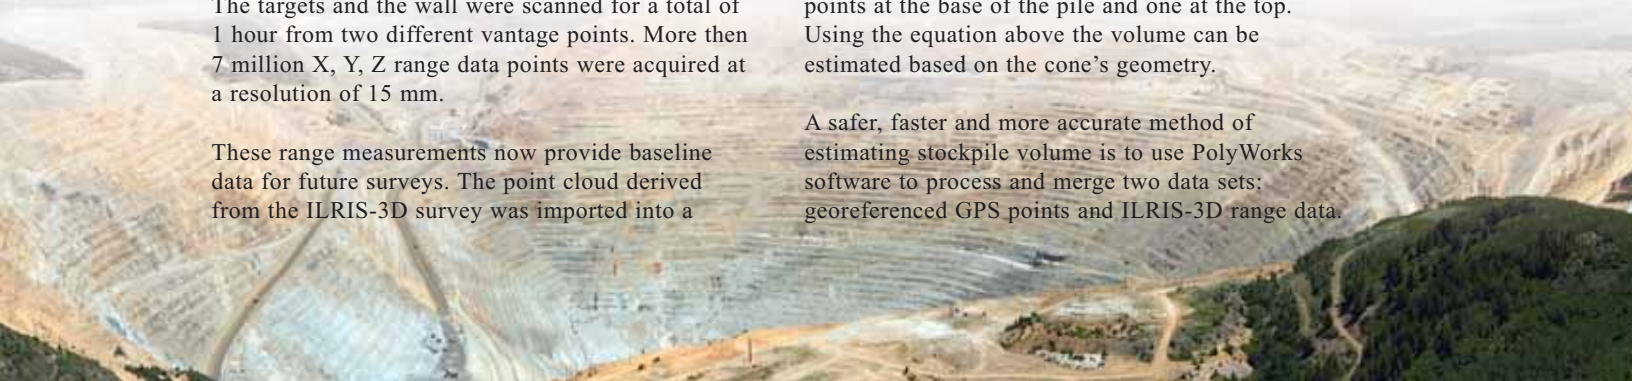 The targets and the wall were scanned for a total of
1 hour from two different vantage points. More then
7 million X, Y, Z range data points were acquired at
a resolution of 15 mm.
These range measurements now provide baseline
data for future surveys. The point cloud derived
from the ILRIS-3D survey was imported into a
points at the base of the pile and one at the top.
Using the equation above the volume can be
estimated based on the cone’s geometry.
A safer, faster and more accurate method of
estimating stockpile volume is to use PolyWorks
software to process and merge two data sets:
georeferenced GPS points and ILRIS-3D range data.